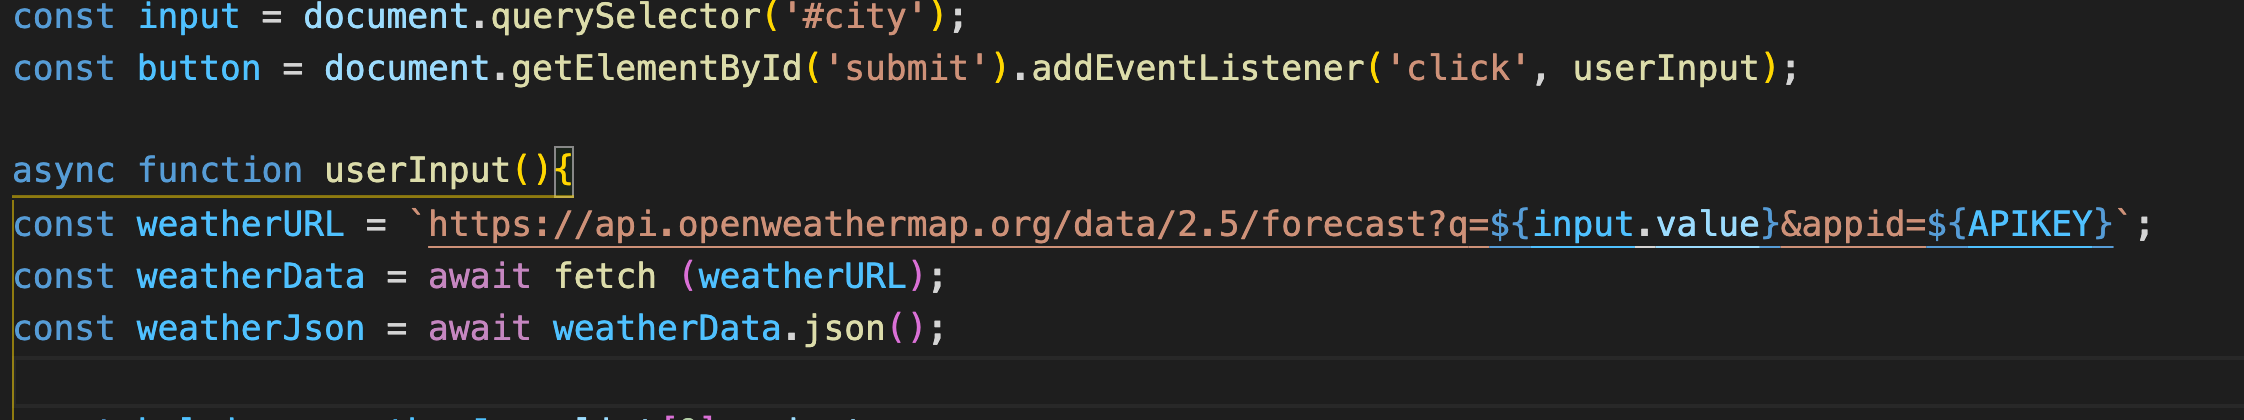 const input = document.querySelector('#city');
const button = document.getElementById('submit').addEventListener('click', userInput);
async function userInput(){
const weatherURL = `https://api.openweathermap.org/data/2.5/forecast?q=${input.value}&appid=${APIKEY}`;
const weatherData = await fetch (weatherURL);
const weatherJson = await weatherData.json();